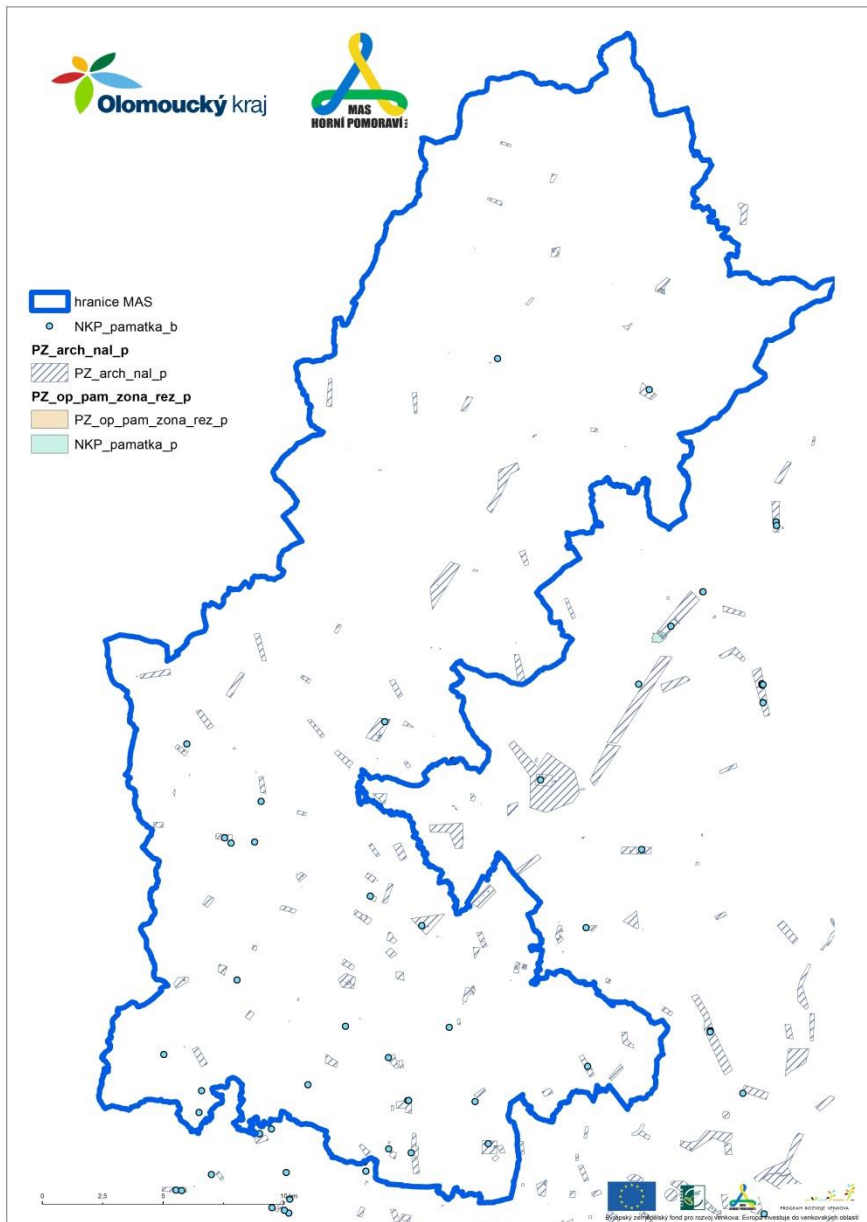 Olomoucký kraj
MAS
HORNÍ POMORAVÍ
hranice MAS
NKP_pamatka_b
PZ_arch_nal_p
PZ_arch_nal_p
PZ_op_pam_zona_rez_p
PZ_op_pam_zona_rez_p
NKP_pamatka_p
0 2.5 5 10
PROGRAM ROZVOJE VENKOVA
Evropský zemědělský fond pro rozvoj venkova: Evropa investuje do venkovských oblastí